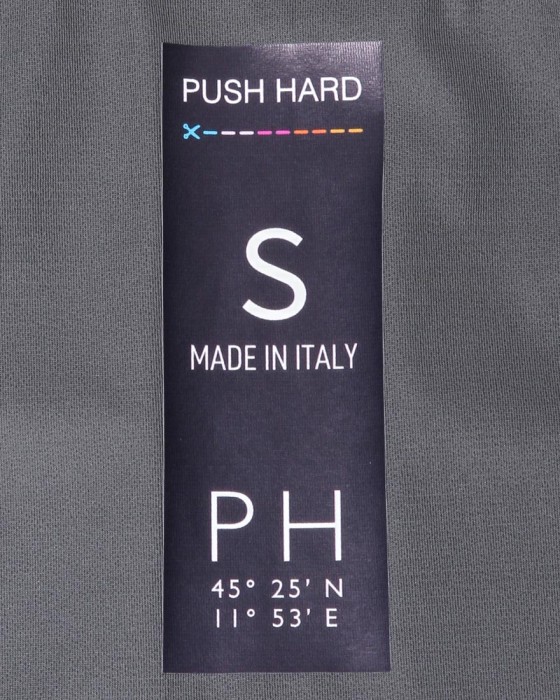 PUSH HARD
S
MADE IN ITALY
PH
45° 25' N
11° 53' E